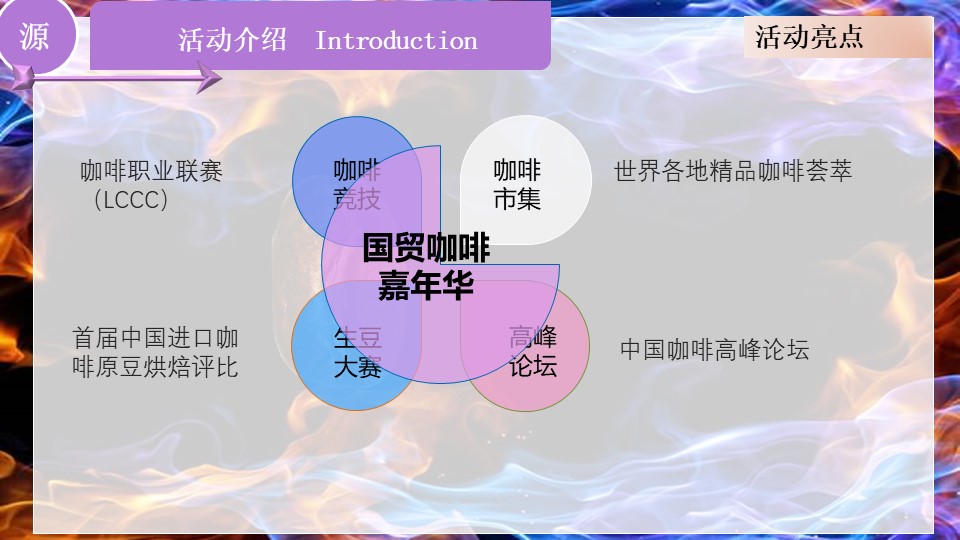 源
活动介绍 Introduction
活动亮点
咖啡职业联赛
（LCCC）
咖啡
竞技
咖啡
市集
世界各地精品咖啡荟萃
国贸咖啡
嘉年华
首届中国进口咖
啡原豆烘焙评比
生豆
大赛
高峰
论坛
中国咖啡高峰论坛